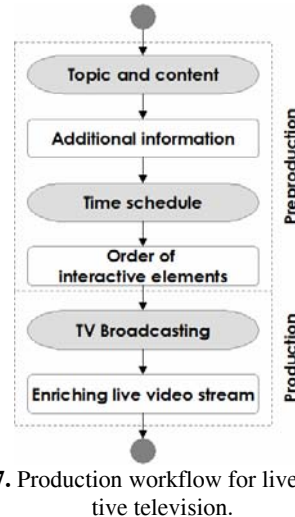 Topic and content
Additional information
Time schedule
Order of
interactive elements
Preproduction
TV Broadcasting
Enriching live video stream
Production
7. Production workflow for live
tive television.